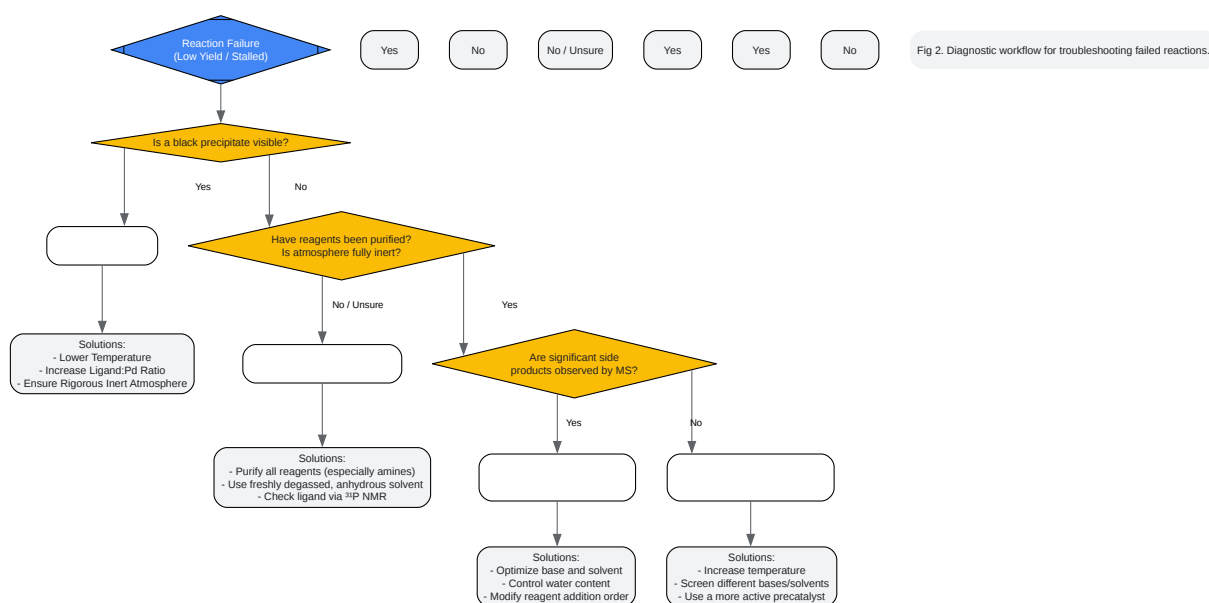 Reaction Failure
(Low Yield / Stalled)
Yes
No
No / Unsure
Yes
Yes
No
Fig 2. Diagnostic workflow for troubleshooting failed reactions.
Is a black precipitate visible?
Yes
No
Have reagents been purified?
Is atmosphere fully inert?
No / Unsure
Yes
Solutions:
- Lower Temperature
- Increase Ligand:Pd Ratio
- Ensure Rigorous Inert Atmosphere
Are significant side
products observed by MS?
Yes
No
Solutions:
- Purify all reagents (especially amines)
- Use freshly degassed, anhydrous solvent
- Check ligand via ³¹P NMR
Solutions:
- Optimize base and solvent
- Control water content
- Modify reagent addition order
Solutions:
- Increase temperature
- Screen different bases/solvents
- Use a more active precatalyst